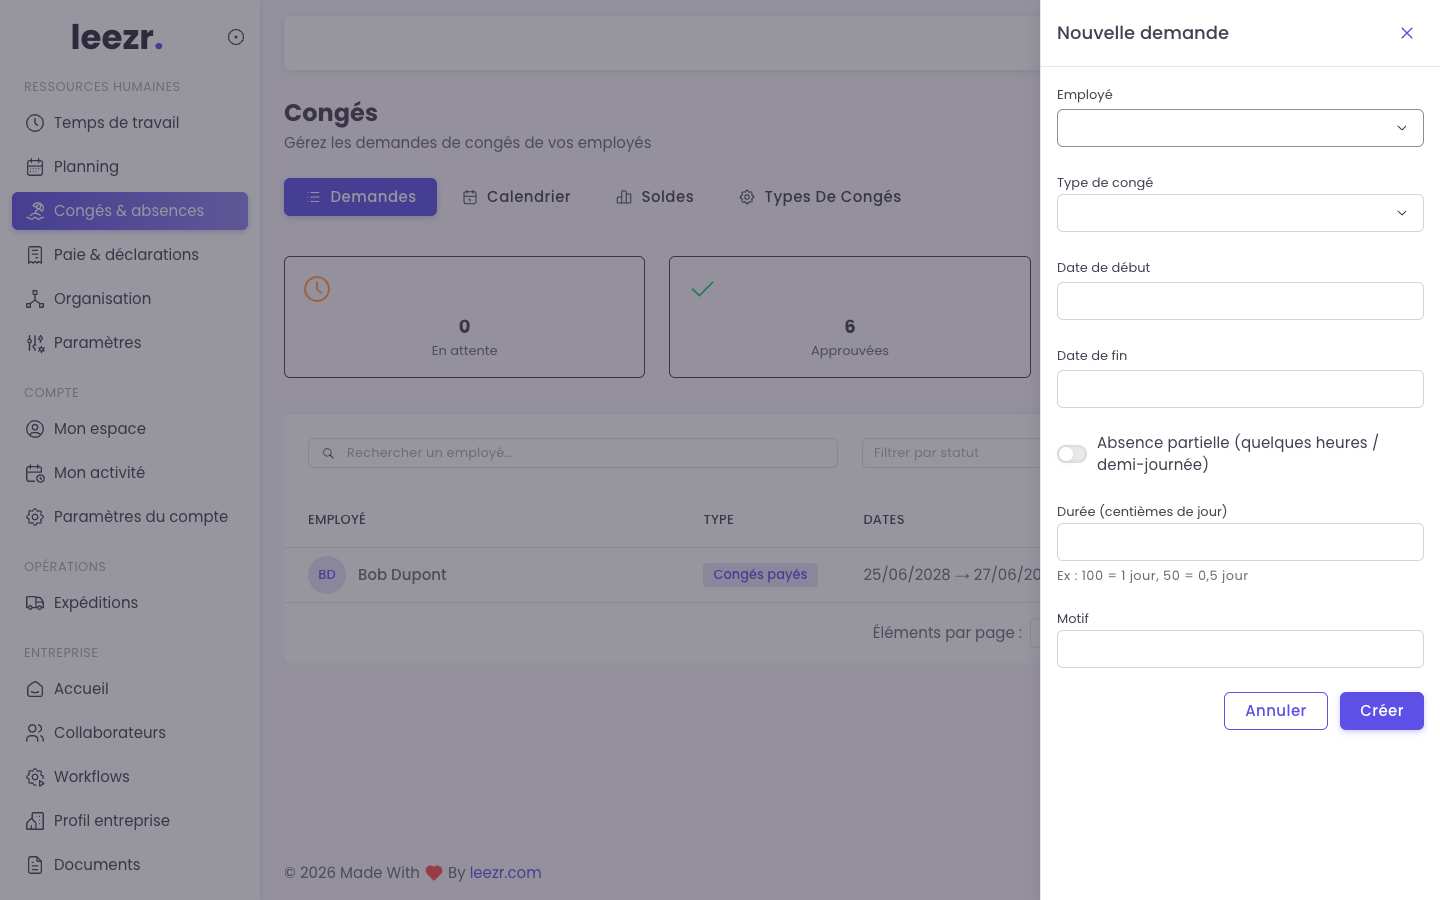 leezr.
RESSOURCES HUMAINES
Temps de travail
Planning
Congés & absences
Paie & déclarations
Organisation
Paramètres
COMPTE
Mon espace
Mon activité
Paramètres du compte
OPÉRATIONS
Expéditions
ENTREPRISE
Accueil
Collaborateurs
Workflows
Profil entreprise
Documents
Congés
Gérez les demandes de congés de vos employés
Demandes
Calendrier
Soldes
Types De Congés
0
En attente
6
Approuvées
Rechercher un employé...
Filtrer par statut
EMPLOYÉ TYPE DATES
BD Bob Dupont Congés payés 25/06/2028 → 27/06/20
Éléments par page :
© 2026 Made With ❤ By leezr.com
Nouvelle demande
Employé
Type de congé
Date de début
Date de fin
Absence partielle (quelques heures /
demi-journée)
Durée (centièmes de jour)
Ex : 100 = 1 jour, 50 = 0,5 jour
Motif
Annuler
Créer